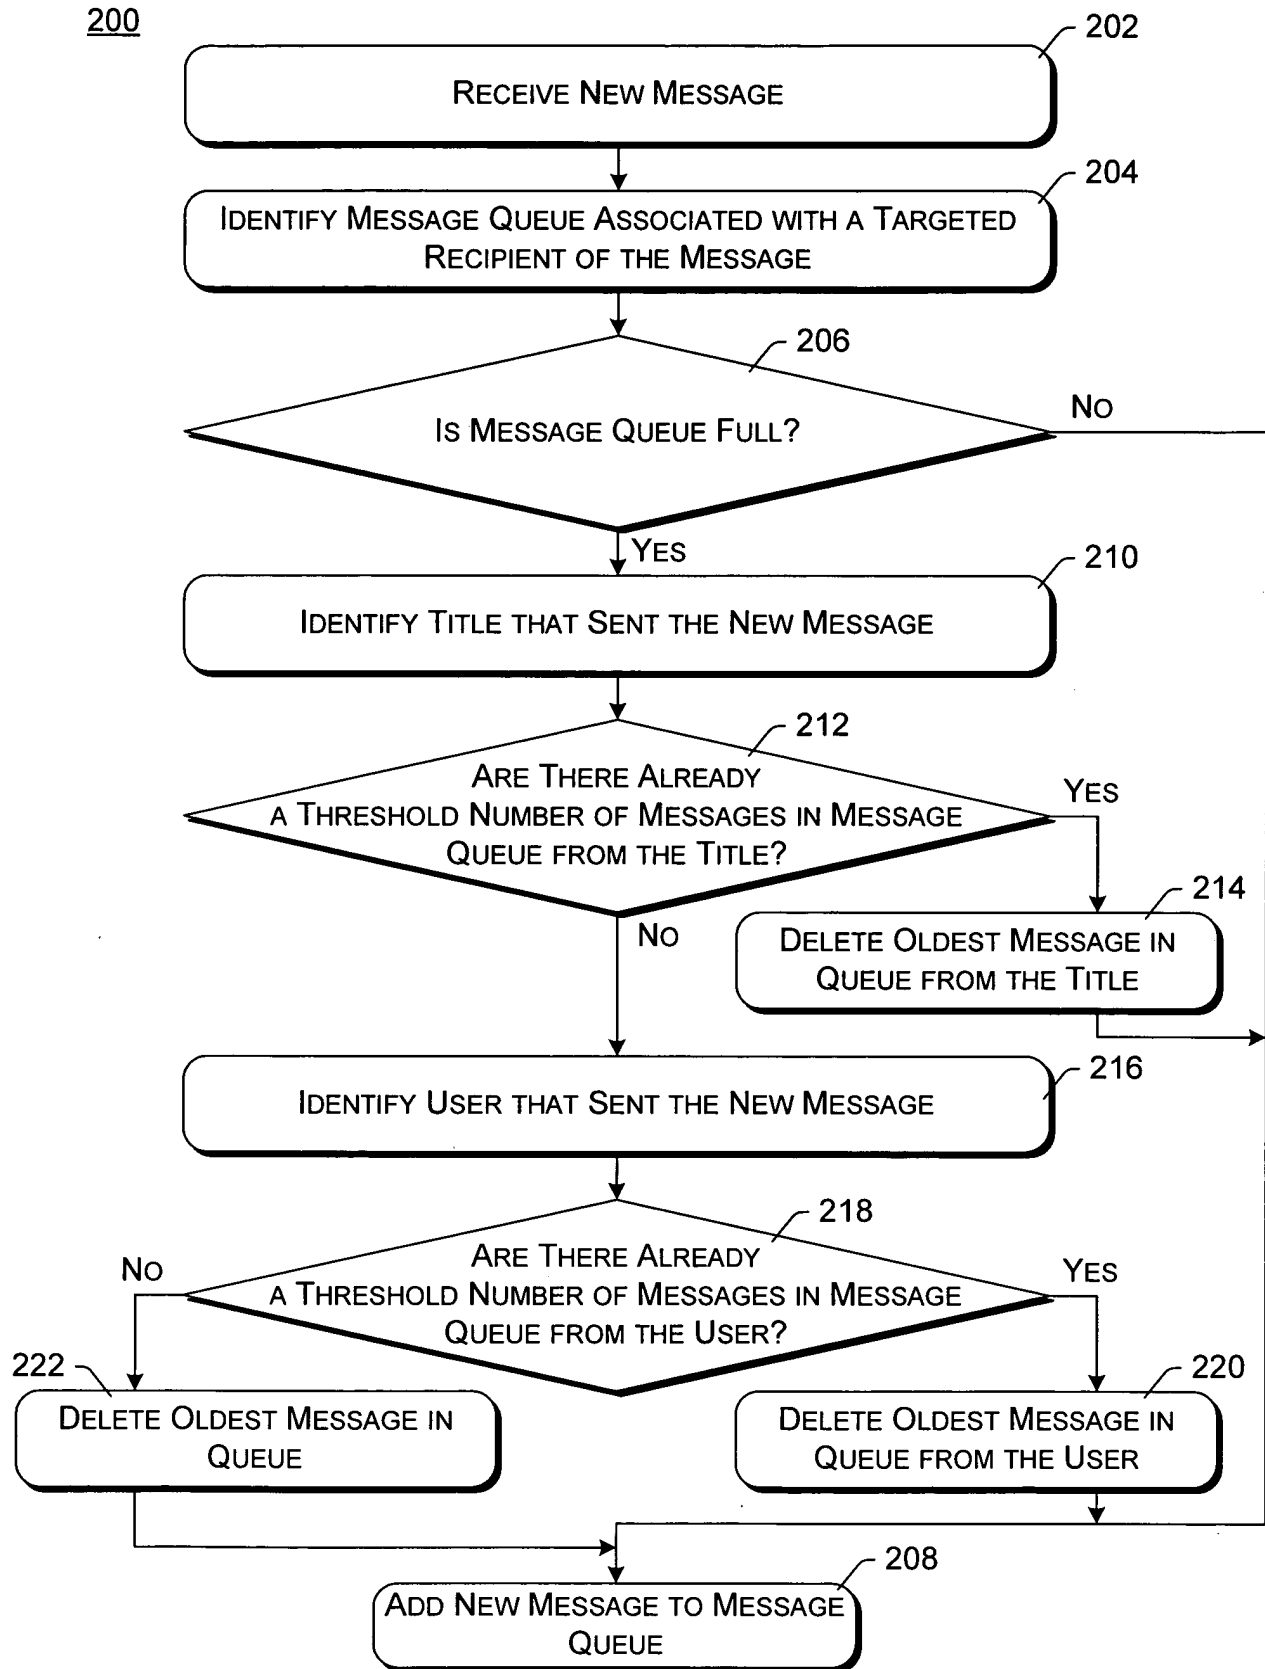 200
202
RECEIVE NEW MESSAGE
204
IDENTIFY MESSAGE QUEUE ASSOCIATED WITH A TARGETED
RECIPIENT OF THE MESSAGE
206
IS MESSAGE QUEUE FULL?
NO
YES
210
IDENTIFY TITLE THAT SENT THE NEW MESSAGE
212
ARE THERE ALREADY
A THRESHOLD NUMBER OF MESSAGES IN MESSAGE
QUEUE FROM THE TITLE?
YES
NO
214
DELETE OLDEST MESSAGE IN
QUEUE FROM THE TITLE
216
IDENTIFY USER THAT SENT THE NEW MESSAGE
218
ARE THERE ALREADY
A THRESHOLD NUMBER OF MESSAGES IN MESSAGE
QUEUE FROM THE USER?
NO
YES
222
DELETE OLDEST MESSAGE IN
QUEUE
220
DELETE OLDEST MESSAGE IN
QUEUE FROM THE USER
208
ADD NEW MESSAGE TO MESSAGE
QUEUE